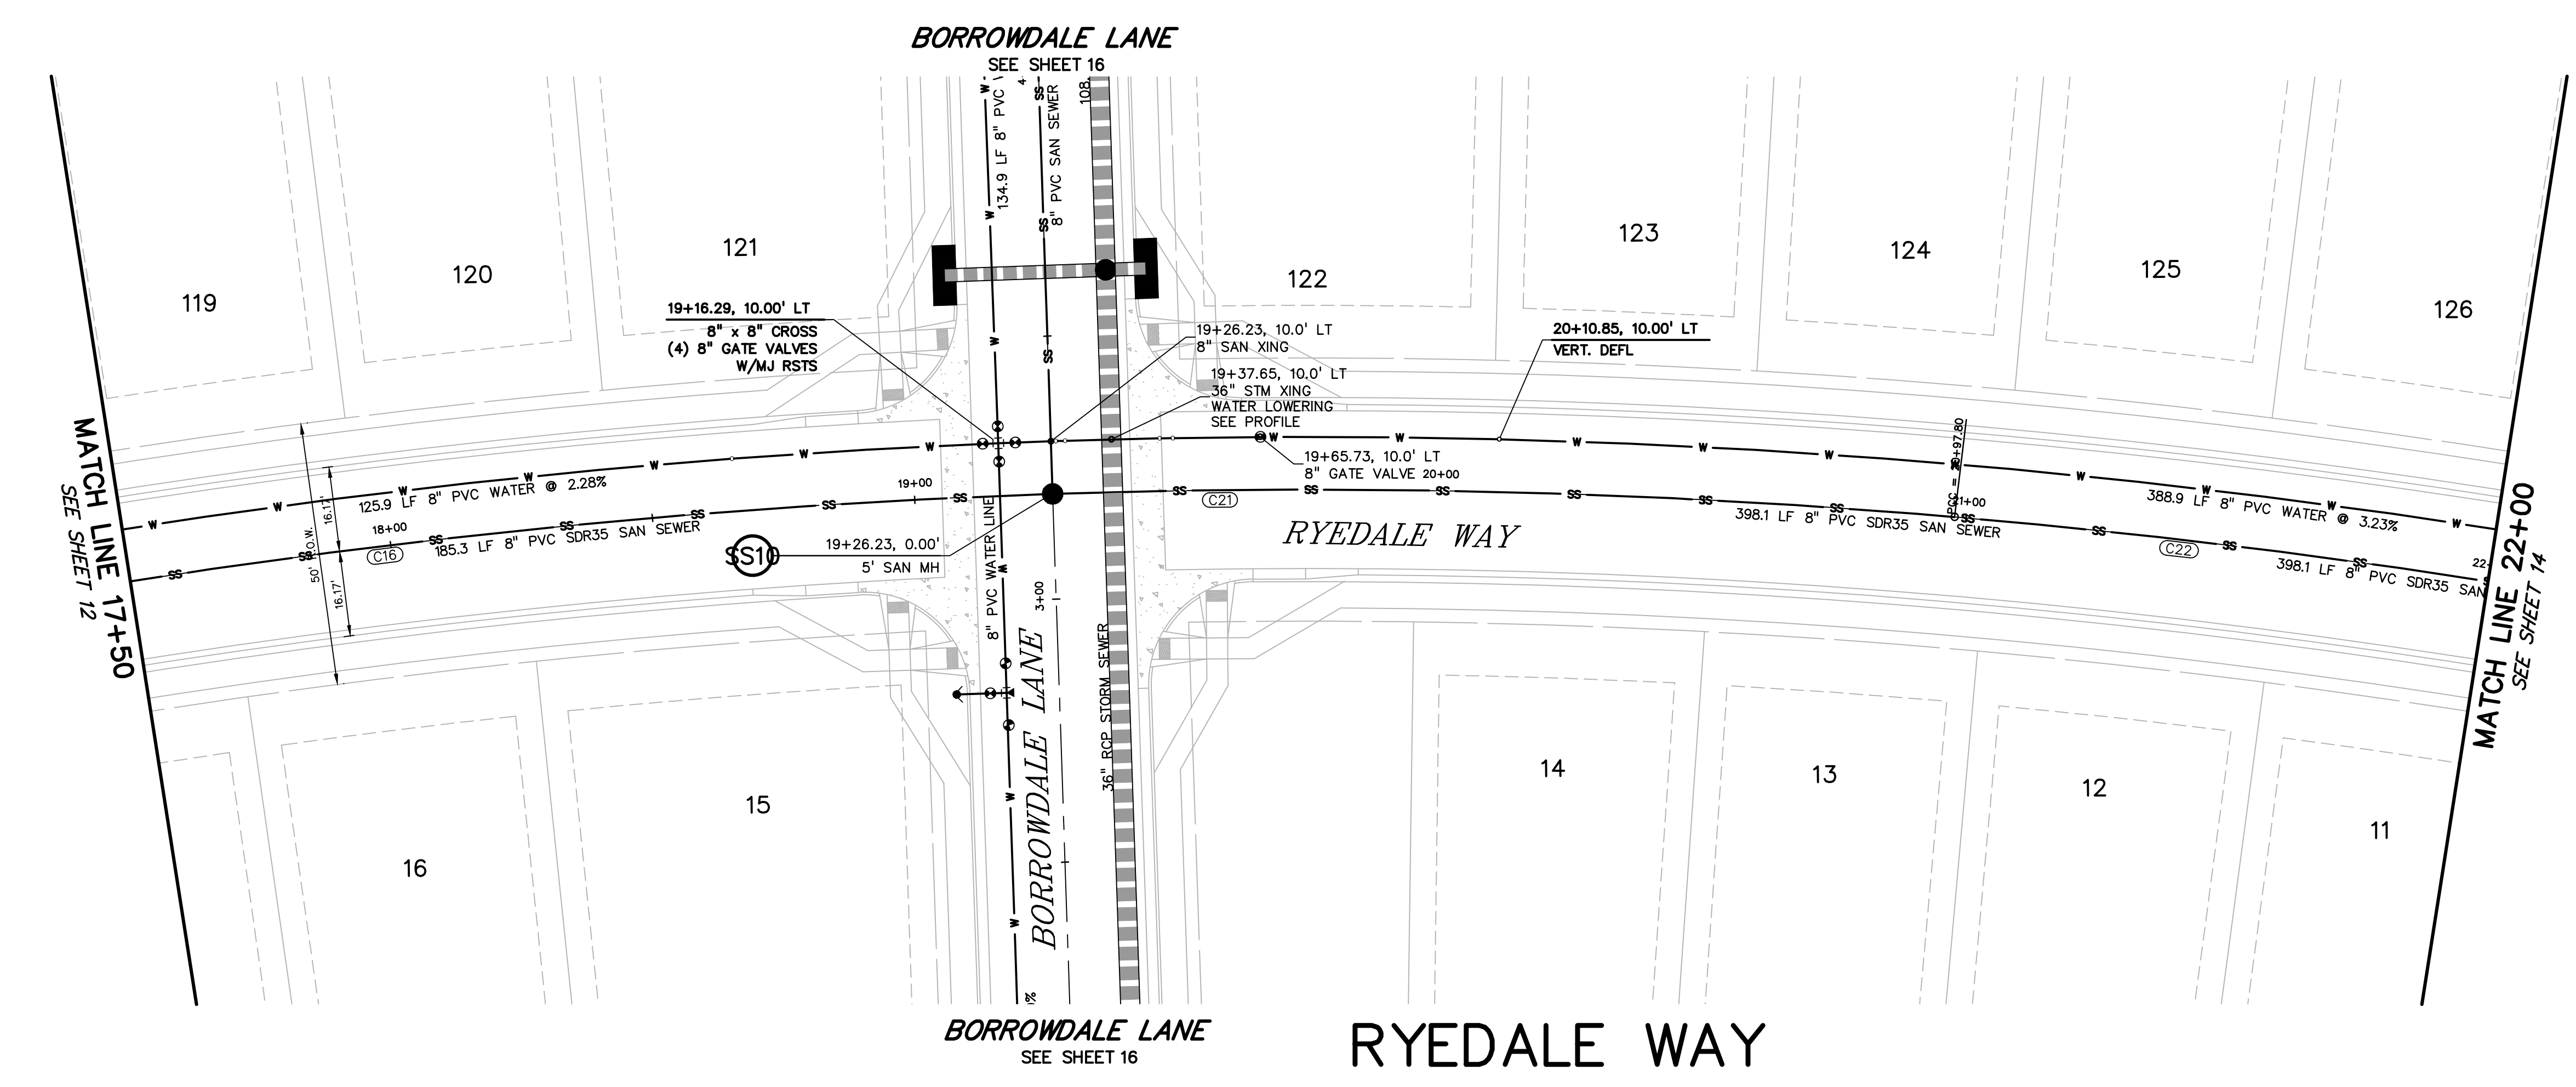 BORROWDALE LANE
SEE SHEET 16
134.9 LF 8" PVC
8" PVC SAN SEWER
108.
119
120
121
122
123
124
125
126
19+16.29, 10.00' LT
8" x 8" CROSS
(4) 8" GATE VALVES
W/MJ RSTS
19+26.23, 10.0' LT
8" SAN XING
19+37.65, 10.0' LT
36" STM XING
WATER LOWERING
SEE PROFILE
20+10.85, 10.00' LT
VERT. DEFL
19+65.73, 10.0' LT
8" GATE VALVE
20+00
MATCH LINE 17+50
SEE SHEET 12
125.9 LF 8" PVC WATER @ 2.28%
18+00
C16
185.3 LF 8" PVC SDR35 SAN SEWER
50' R.O.W.
16.17'
16.17'
19+00
SS10
19+26.23, 0.00'
5' SAN MH
8" PVC WATER LINE
3+00
C21
RYEDALE WAY
398.1 LF 8" PVC SDR35 SAN SEWER
20+97.80
21+00
388.9 LF 8" PVC WATER @ 3.23%
C22
398.1 LF 8" PVC SDR35 SAN
22+
MATCH LINE 22+00
SEE SHEET 14
BORROWDALE LANE
36" RCP STORM SEWER
16
15
14
13
12
11
BORROWDALE LANE
SEE SHEET 16
RYEDALE WAY